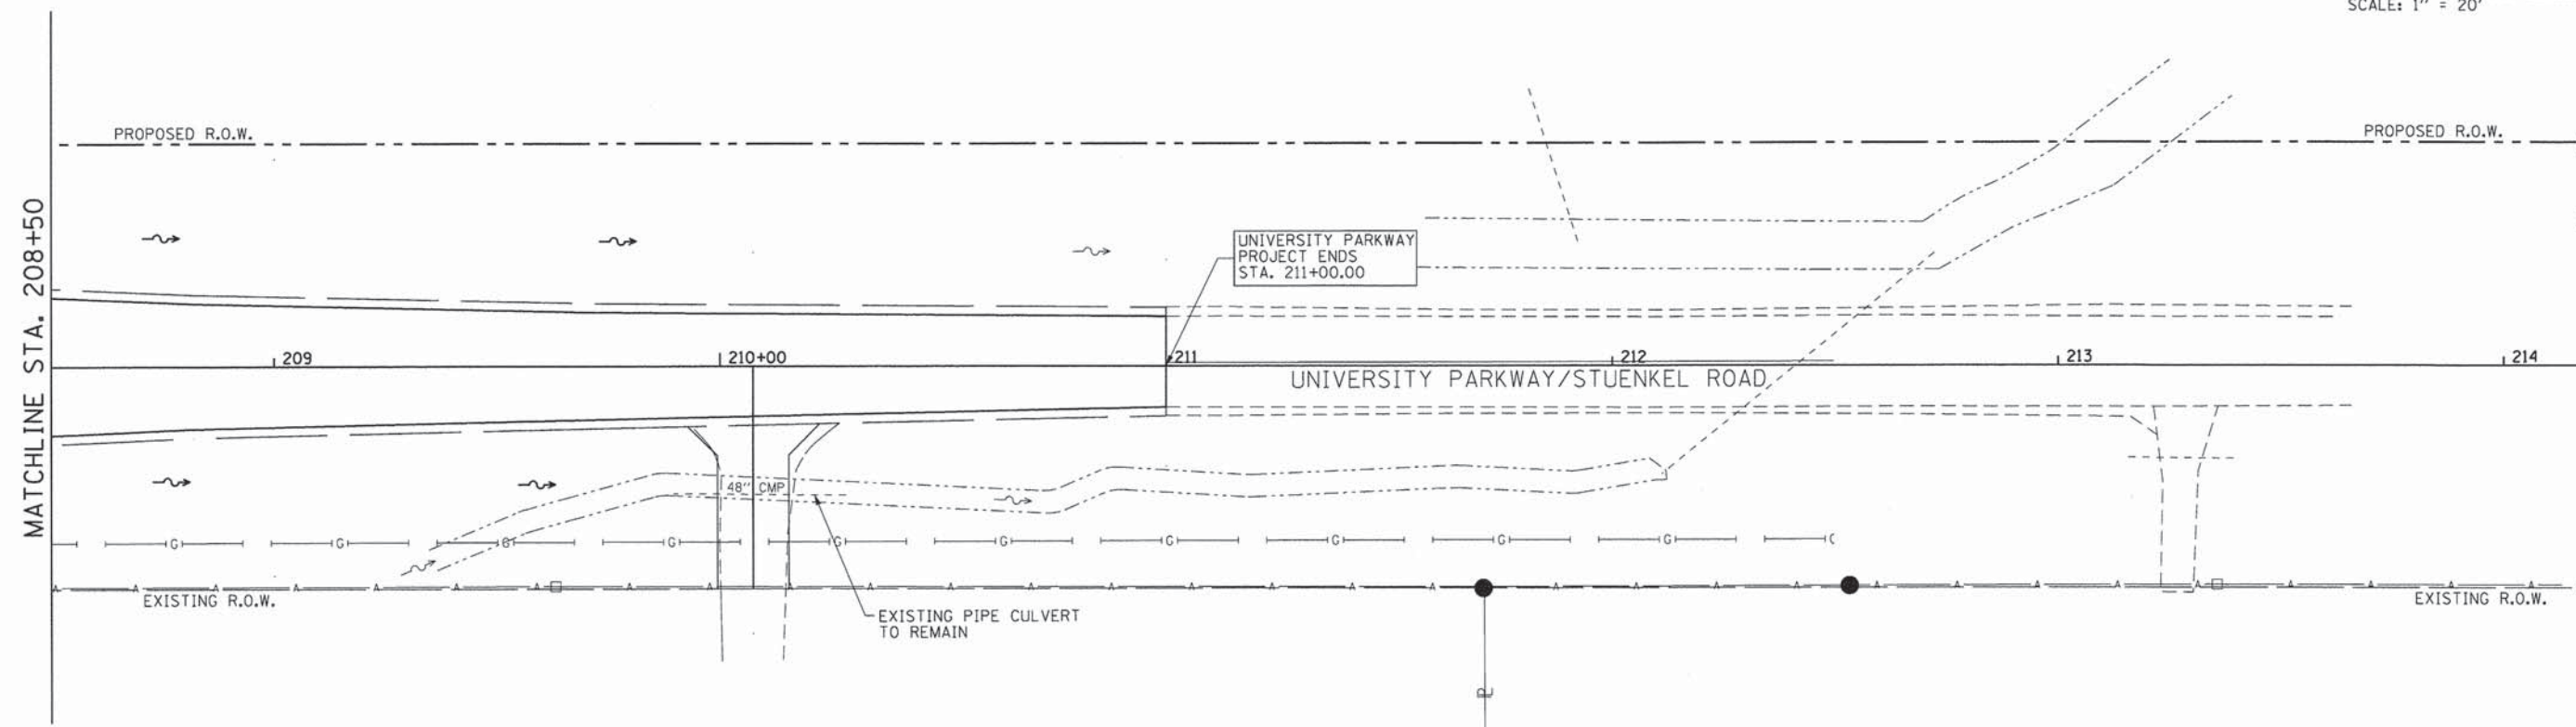 SCALE: 1" = 20'
PROPOSED R.O.W.
PROPOSED R.O.W.
MATCHLINE STA. 208+50
UNIVERSITY PARKWAY
PROJECT ENDS
STA. 211+00.00
209
210+00
211
212
213
214
UNIVERSITY PARKWAY/STUENKEL ROAD
48" CMP
G G G G G G G G G G
EXISTING R.O.W.
EXISTING R.O.W.
EXISTING PIPE CULVERT
TO REMAIN